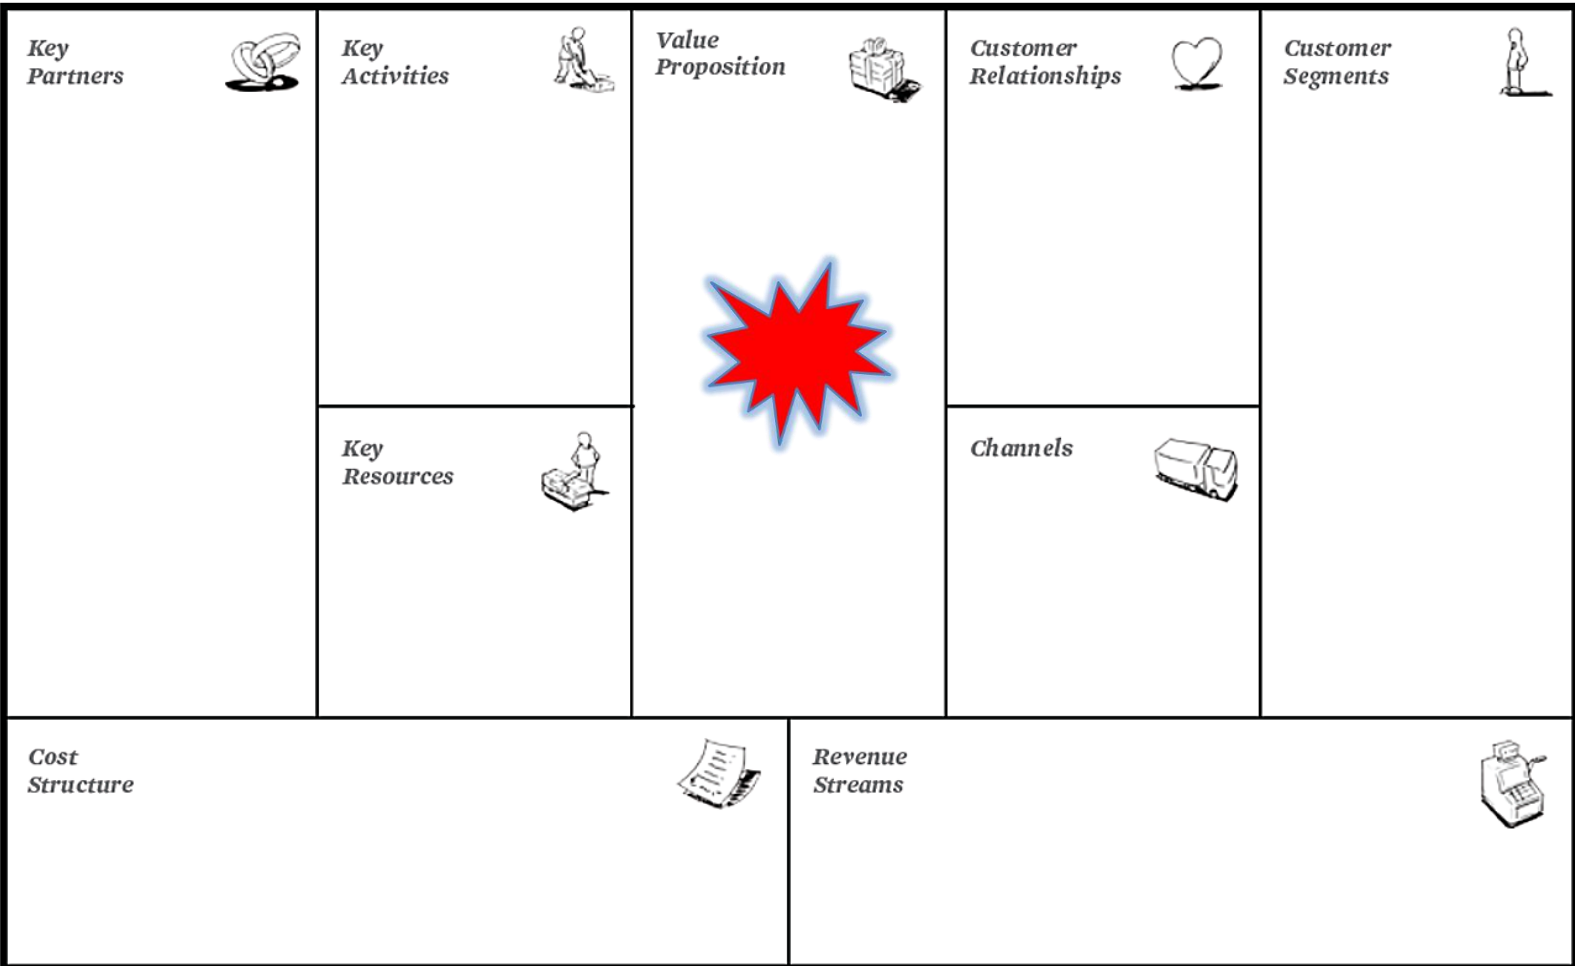 Key
Partners
Key
Activities
Value
Proposition
Customer
Relationships
Customer
Segments
Key
Resources
Channels
Cost
Structure
Revenue
Streams